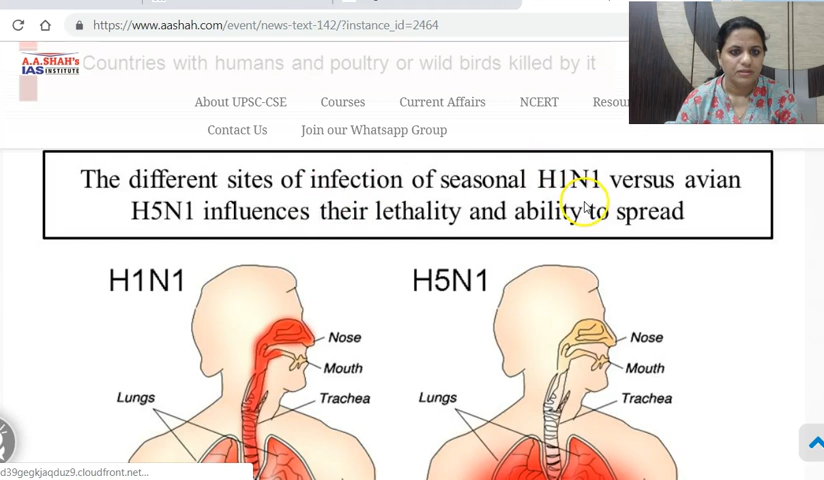 https://www.aashah.com/event/news-text-142/?instance_id=2464
A.A.SHAH's
IAS INSTITUTE
Countries with humans and poultry or wild birds killed by it
About UPSC-CSE Courses Current Affairs NCERT
Contact Us Join our Whatsapp Group
The different sites of infection of seasonal H1N1 versus avian
H5N1 influences their lethality and ability to spread
H1N1 H5N1
Nose Nose
Mouth Mouth
Lungs Trachea Lungs Trachea
d39gegkjaqduz9.cloudfront.net...